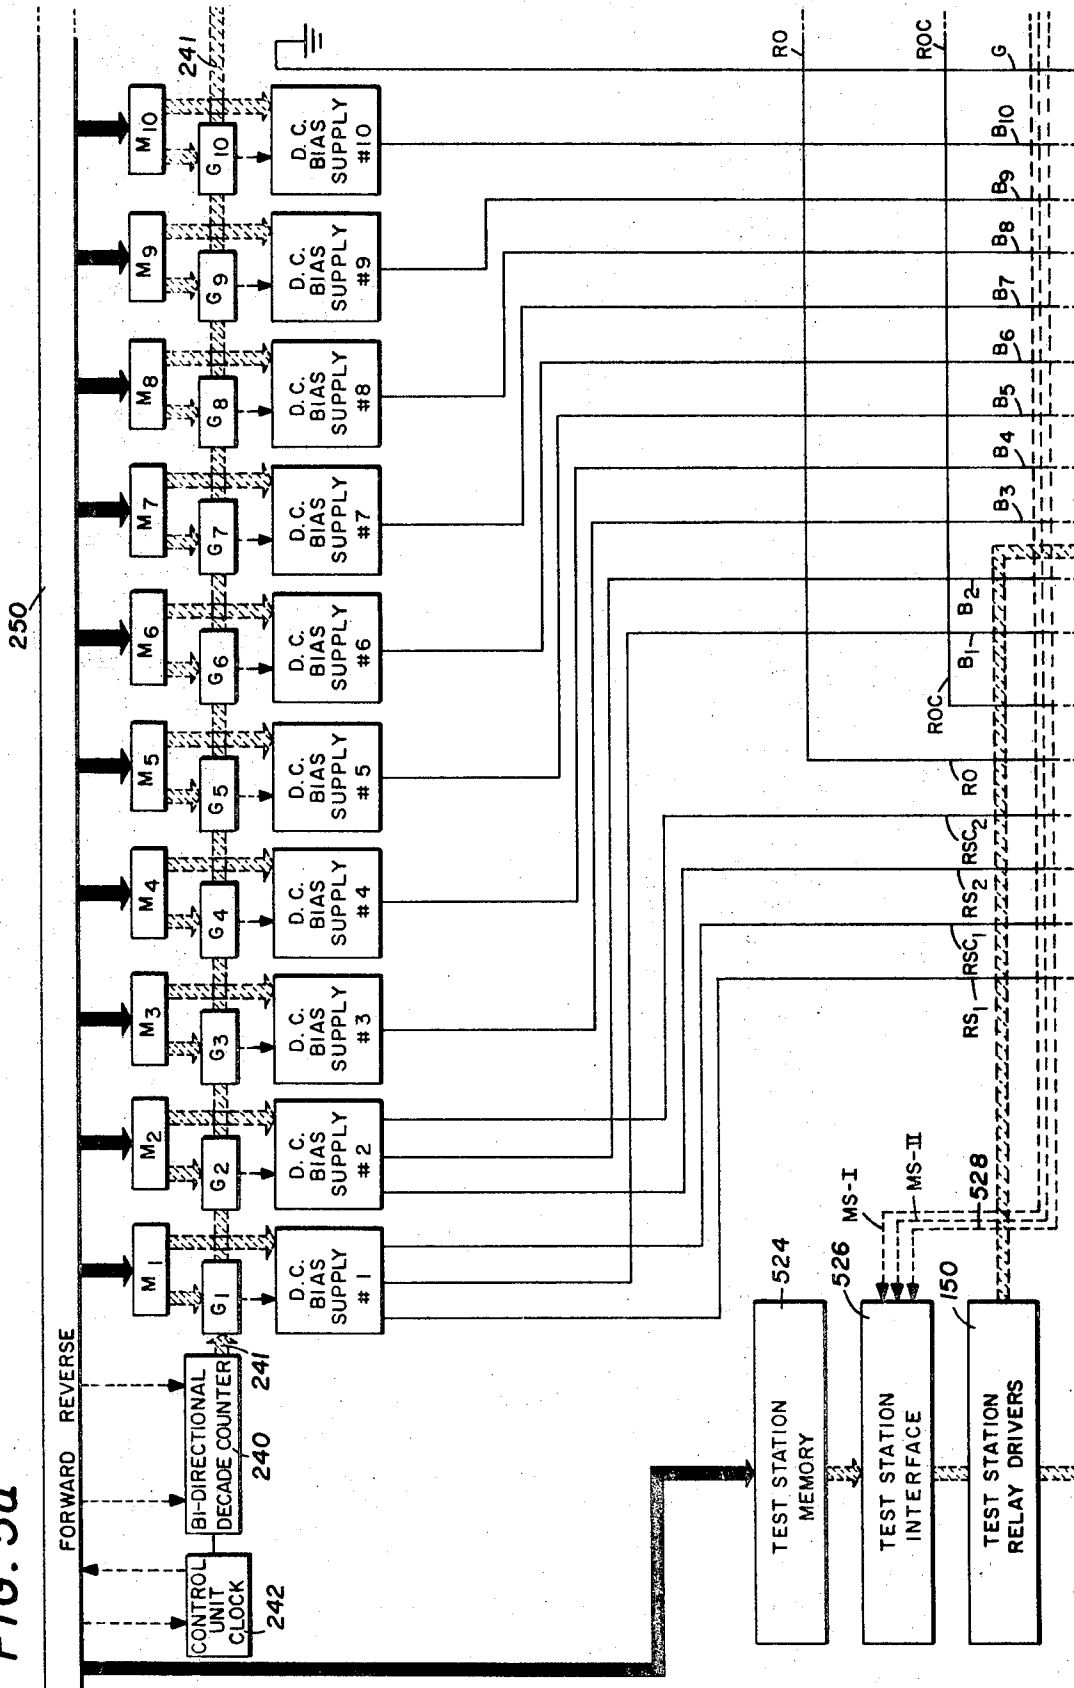 FIG. 5a
250
FORWARD REVERSE
M1
M2
M3
M4
M5
M6
M7
M8
M9
M10
241
G1
G2
G3
G4
G5
G6
G7
G8
G9
G10
CONTROL
UNIT
CLOCK
242
BI-DIRECTIONAL
DECADE COUNTER
240
241
D.C.
BIAS
SUPPLY
#1
D.C.
BIAS
SUPPLY
#2
D.C.
BIAS
SUPPLY
#3
D.C.
BIAS
SUPPLY
#4
D.C.
BIAS
SUPPLY
#5
D.C.
BIAS
SUPPLY
#6
D.C.
BIAS
SUPPLY
#7
D.C.
BIAS
SUPPLY
#8
D.C.
BIAS
SUPPLY
#9
D.C.
BIAS
SUPPLY
#10
RO
ROC
TEST STATION
MEMORY
524
TEST STATION
INTERFACE
526
TEST STATION
RELAY DRIVERS
150
MS-I
MS-II
528
RS1
RSC1
RS2
RSC2
RO
ROC
B1
B2
B3
B4
B5
B6
B7
B8
B9
B10
G